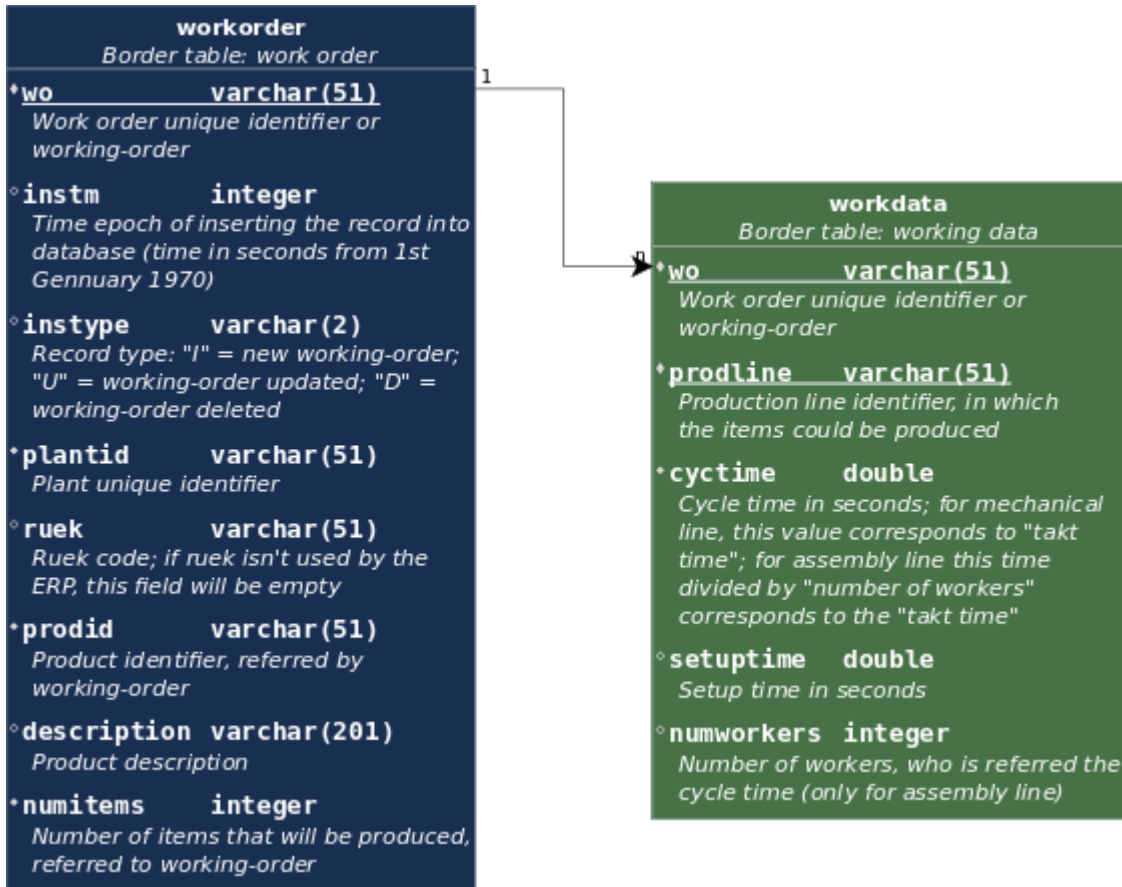 workorder
Border table: work order
wo varchar(51)
Work order unique identifier or
working-order
instm integer
Time epoch of inserting the record into
database (time in seconds from 1st
Gennuary 1970)
instype varchar(2)
Record type: "I" = new working-order;
"U" = working-order updated; "D" =
working-order deleted
plantid varchar(51)
Plant unique identifier
ruek varchar(51)
Ruek code; if ruek isn't used by the
ERP, this field will be empty
prodid varchar(51)
Product identifier, referred by
working-order
description varchar(201)
Product description
numitems integer
Number of items that will be produced,
referred to working-order
1
workdata
Border table: working data
wo varchar(51)
Work order unique identifier or
working-order
prodline varchar(51)
Production line identifier, in which
the items could be produced
cyctime double
Cycle time in seconds; for mechanical
line, this value corresponds to "takt
time"; for assembly line this time
divided by "number of workers"
corresponds to the "takt time"
setuptime double
Setup time in seconds
numworkers integer
Number of workers, who is referred the
cycle time (only for assembly line)